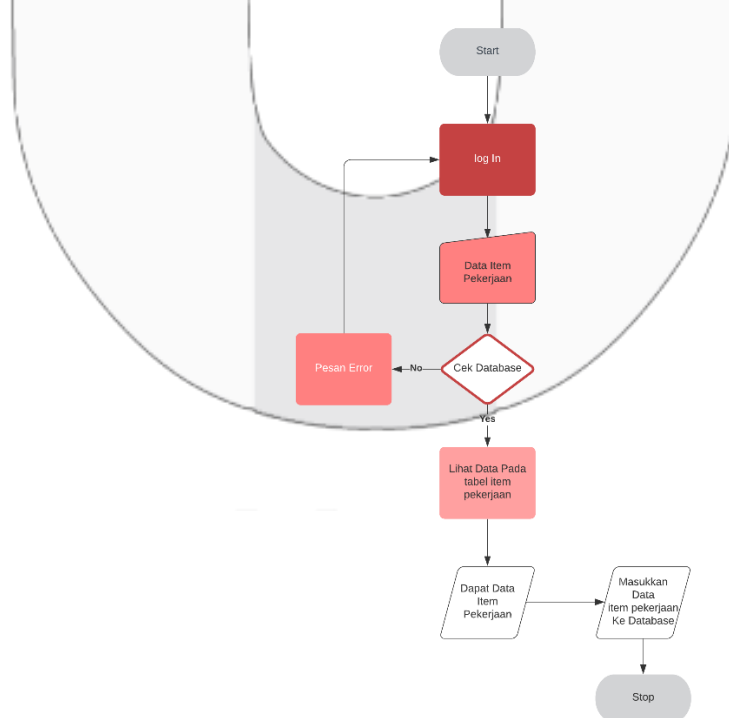 Start
log In
Data Item
Pekerjaan
Cek Database
No
Pesan Error
Yes
Lihat Data Pada
tabel item
pekerjaan
Dapat Data
Item
Pekerjaan
Masukkan
Data
item pekerjaan
Ke Database
Stop